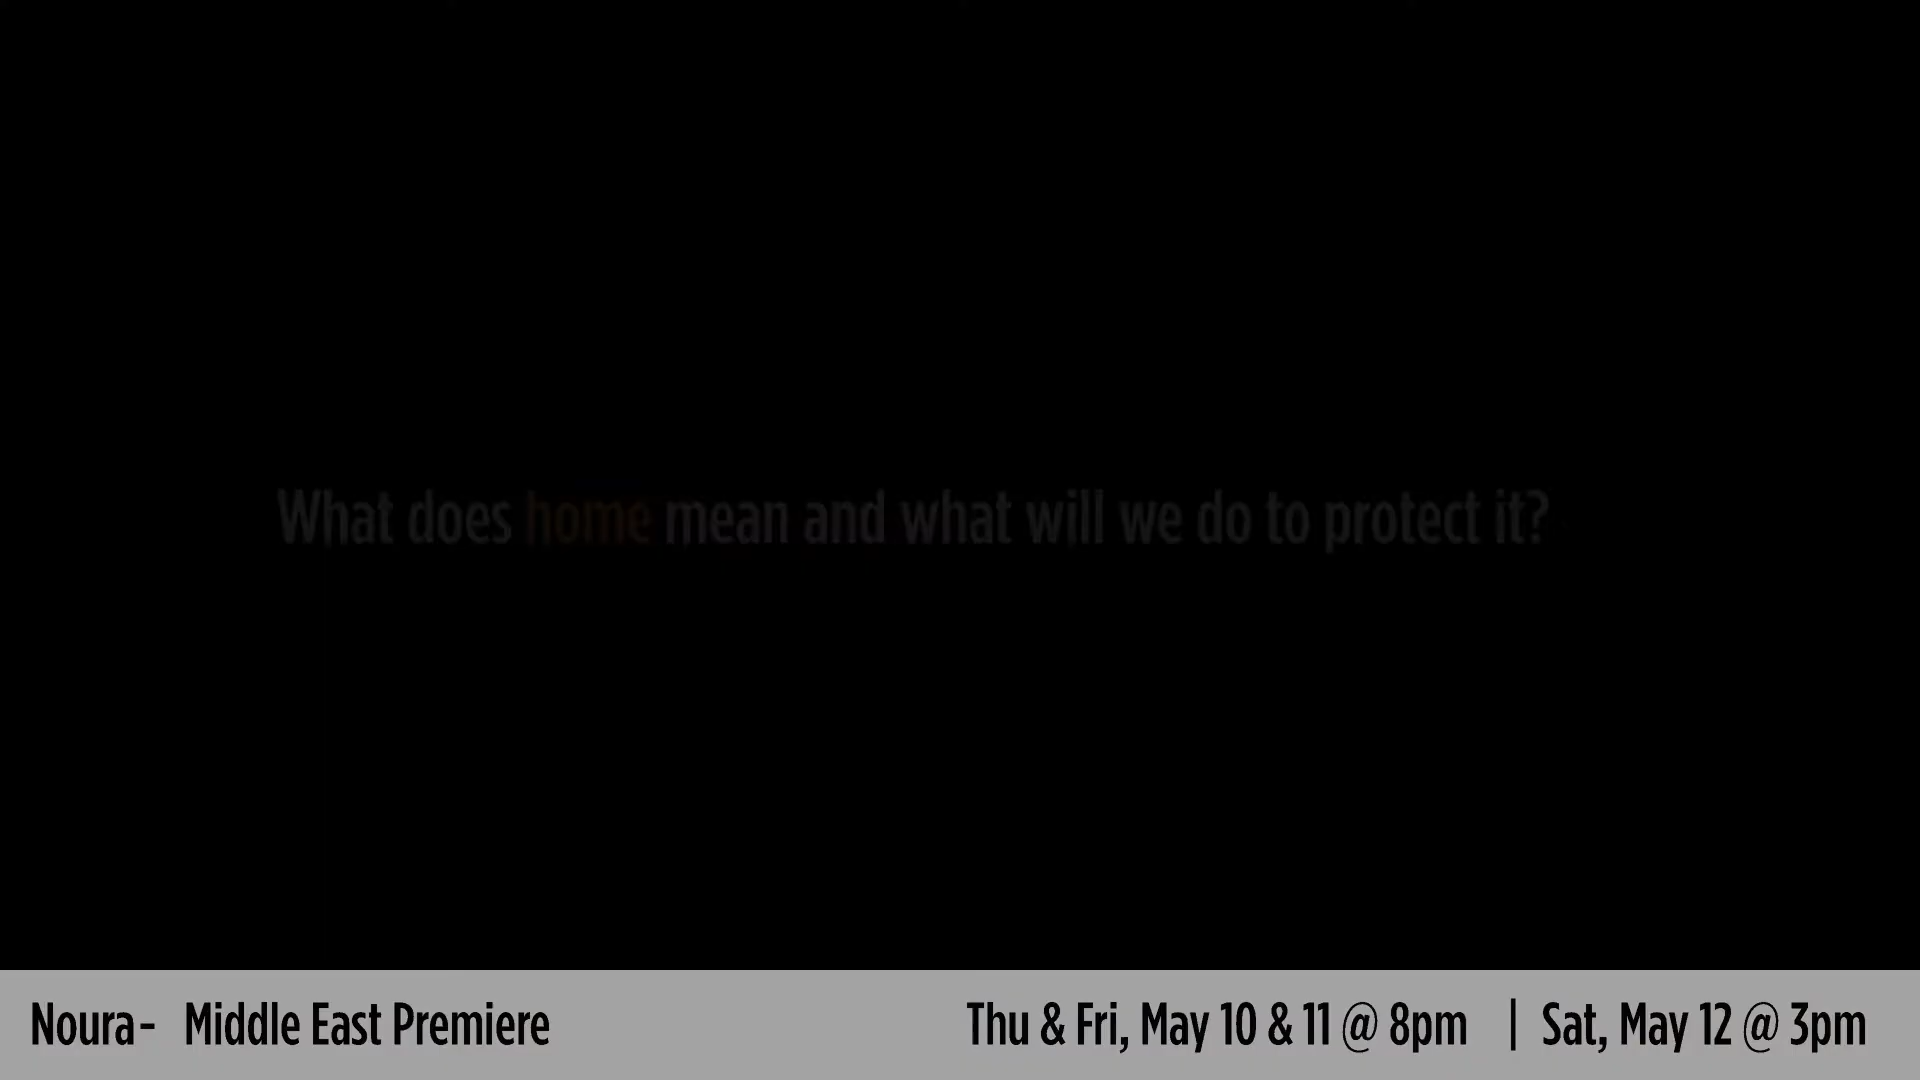 What does home mean and what will we do to protect it?
Noura- Middle East Premiere
Thu & Fri, May 10 & 11 @ 8pm | Sat, May 12 @ 3pm